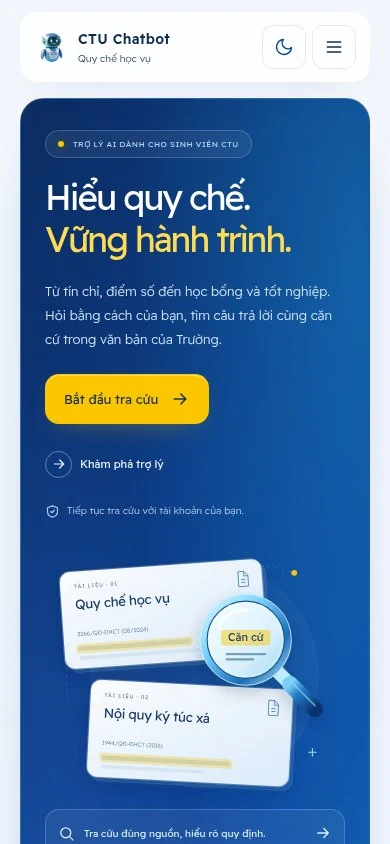 CTU Chatbot
Quy chế học vụ
TRỢ LÝ AI DÀNH CHO SINH VIÊN CTU
Hiểu quy chế.
Vững hành trình.
Từ tín chỉ, điểm số đến học bổng và tốt nghiệp.
Hỏi bằng cách của bạn, tìm câu trả lời cùng căn
cứ trong văn bản của Trường.
Bắt đầu tra cứu
Khám phá trợ lý
Tiếp tục tra cứu với tài khoản của bạn.
TÀI LIỆU · 01
Quy chế học vụ
3266/QĐ-ĐHCT (08/2024)
Căn cứ
TÀI LIỆU · 02
Nội quy ký túc xá
1944/QĐ-ĐHCT (2016)
Tra cứu đúng nguồn, hiểu rõ quy định.